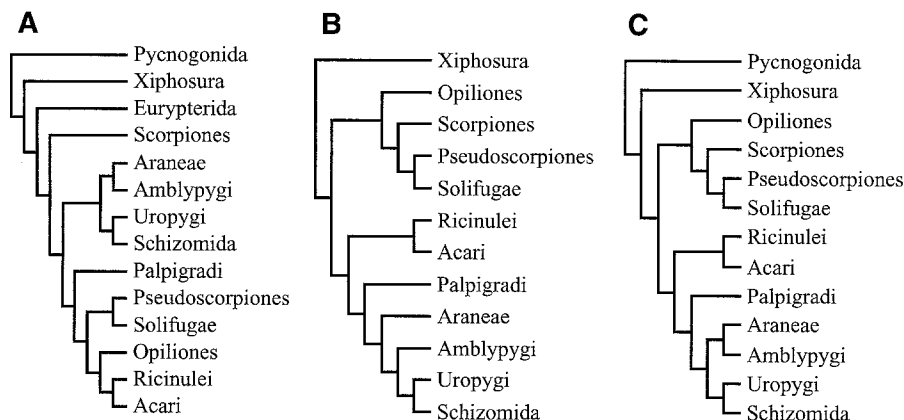 A
Pycnogonida
Xiphosura
Eurypterida
Scorpiones
Araneae
Amblypygi
Uropygi
Schizomida
Palpigradi
Pseudoscorpiones
Solifugae
Opiliones
Ricinulei
Acari
B
Xiphosura
Opiliones
Scorpiones
Pseudoscorpiones
Solifugae
Ricinulei
Acari
Palpigradi
Araneae
Amblypygi
Uropygi
Schizomida
C
Pycnogonida
Xiphosura
Opiliones
Scorpiones
Pseudoscorpiones
Solifugae
Ricinulei
Acari
Palpigradi
Araneae
Amblypygi
Uropygi
Schizomida